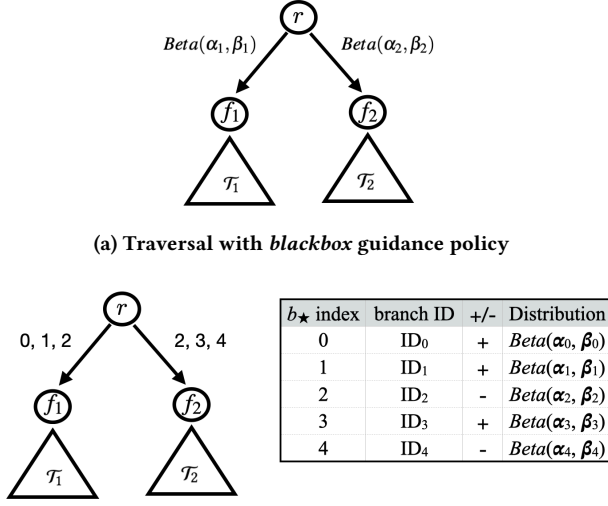 r
Beta(α₁, β₁) Beta(α₂, β₂)
f₁ f₂
𝒯₁ 𝒯₂
(a) Traversal with blackbox guidance policy
r
0, 1, 2 2, 3, 4
f₁ f₂
𝒯₁ 𝒯₂
b★ index branch ID +/- Distribution
0 ID₀ + Beta(α₀, β₀)
1 ID₁ + Beta(α₁, β₁)
2 ID₂ - Beta(α₂, β₂)
3 ID₃ + Beta(α₃, β₃)
4 ID₄ - Beta(α₄, β₄)